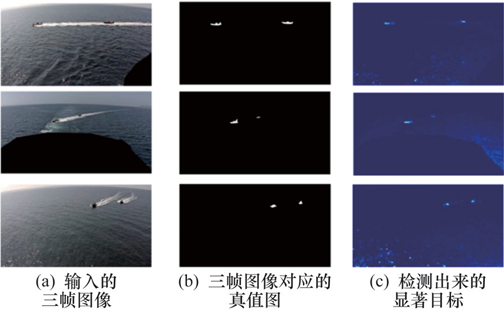 (a) 输入的
三帧图像
(b) 三帧图像对应的
真值图
(c) 检测出来的
显著目标